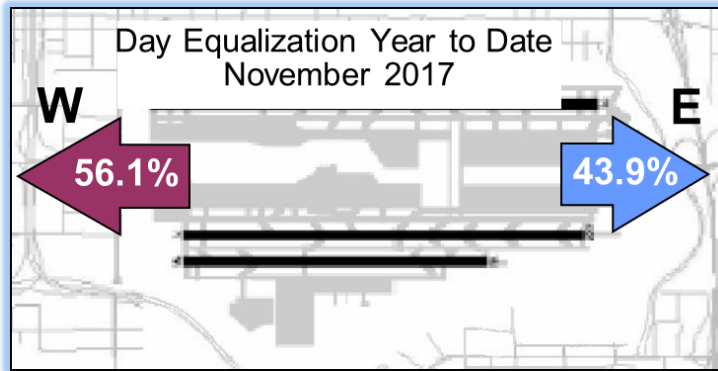 Day Equalization Year to Date
November 2017
W
E
56.1%
43.9%